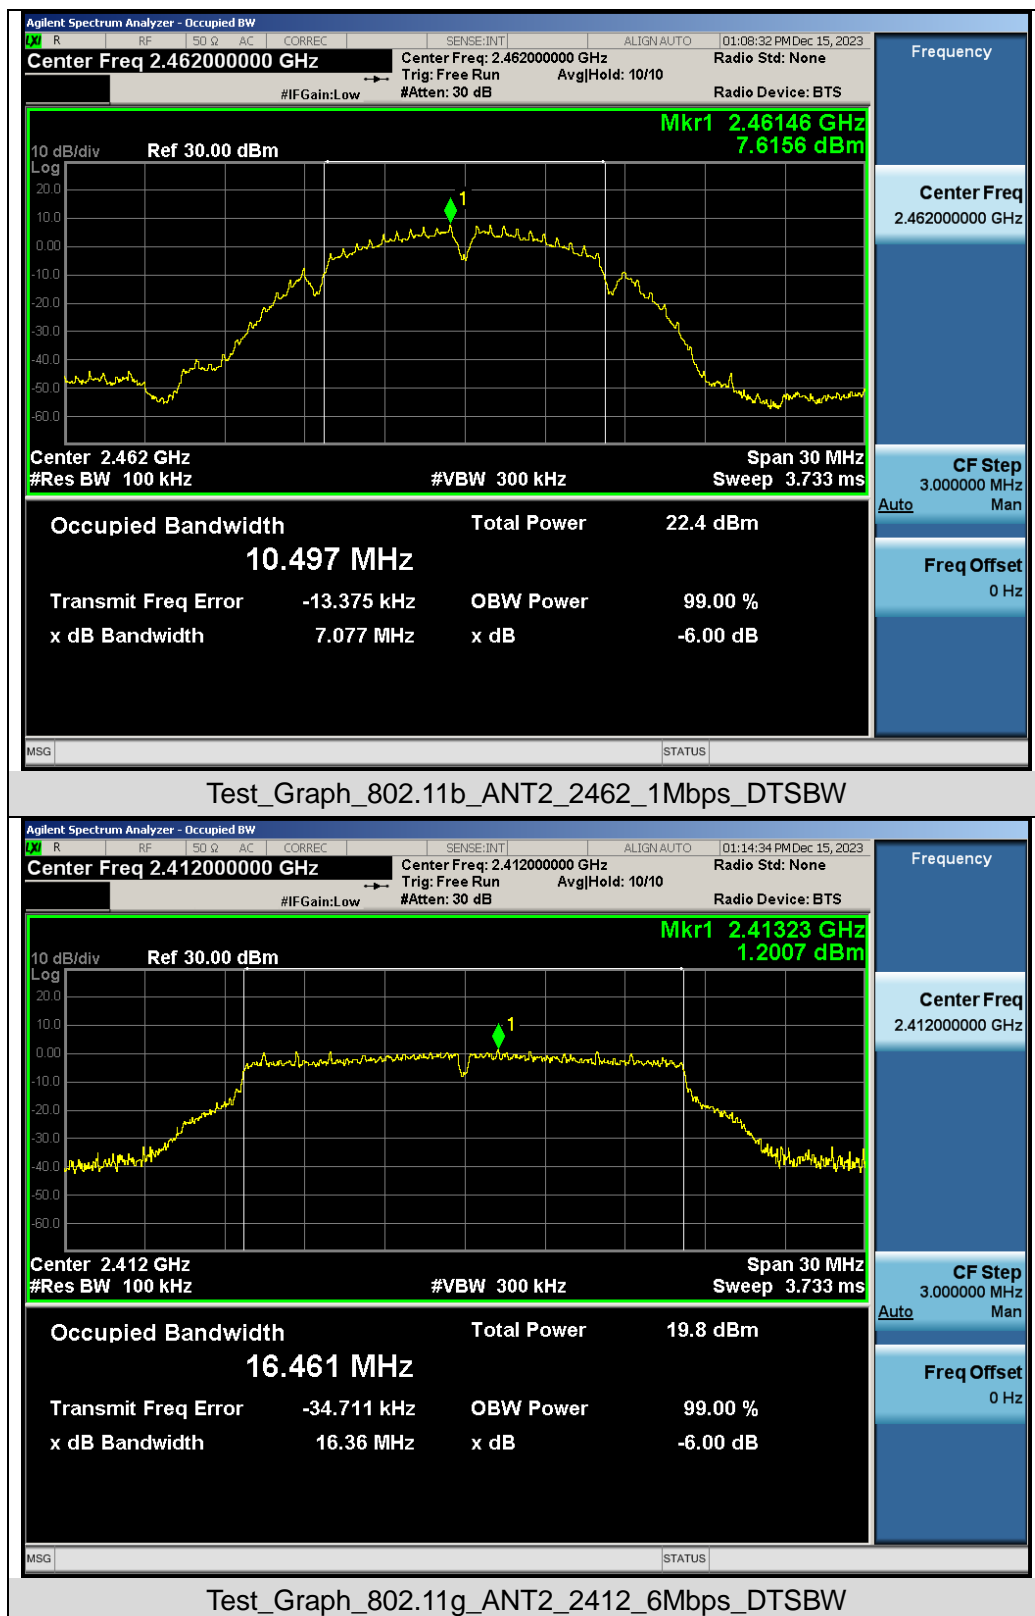 Agilent Spectrum Analyzer - Occupied BW
LXI R RF 50 Ω AC CORREC SENSE:INT ALIGN AUTO 01:08:32 PM Dec 15, 2023
Center Freq 2.462000000 GHz
Center Freq: 2.462000000 GHz
Radio Std: None
Trig: Free Run Avg|Hold: 10/10
#IFGain:Low #Atten: 30 dB Radio Device: BTS
Frequency
Mkr1 2.46146 GHz
7.6156 dBm
10 dB/div Ref 30.00 dBm
Log
20.0
10.0
0.00
-10.0
-20.0
-30.0
-40.0
-50.0
-60.0
1
Center 2.462 GHz Span 30 MHz
#Res BW 100 kHz #VBW 300 kHz Sweep 3.733 ms
Center Freq
2.462000000 GHz
CF Step
3.000000 MHz
Auto Man
Freq Offset
0 Hz
Occupied Bandwidth Total Power 22.4 dBm
10.497 MHz
Transmit Freq Error -13.375 kHz OBW Power 99.00 %
x dB Bandwidth 7.077 MHz x dB -6.00 dB
MSG STATUS
Test_Graph_802.11b_ANT2_2462_1Mbps_DTSBW
Agilent Spectrum Analyzer - Occupied BW
LXI R RF 50 Ω AC CORREC SENSE:INT ALIGN AUTO 01:14:34 PM Dec 15, 2023
Center Freq 2.412000000 GHz
Center Freq: 2.412000000 GHz
Radio Std: None
Trig: Free Run Avg|Hold: 10/10
#IFGain:Low #Atten: 30 dB Radio Device: BTS
Frequency
Mkr1 2.41323 GHz
1.2007 dBm
10 dB/div Ref 30.00 dBm
Log
20.0
10.0
0.00
-10.0
-20.0
-30.0
-40.0
-50.0
-60.0
1
Center 2.412 GHz Span 30 MHz
#Res BW 100 kHz #VBW 300 kHz Sweep 3.733 ms
Center Freq
2.412000000 GHz
CF Step
3.000000 MHz
Auto Man
Freq Offset
0 Hz
Occupied Bandwidth Total Power 19.8 dBm
16.461 MHz
Transmit Freq Error -34.711 kHz OBW Power 99.00 %
x dB Bandwidth 16.36 MHz x dB -6.00 dB
MSG STATUS
Test_Graph_802.11g_ANT2_2412_6Mbps_DTSBW